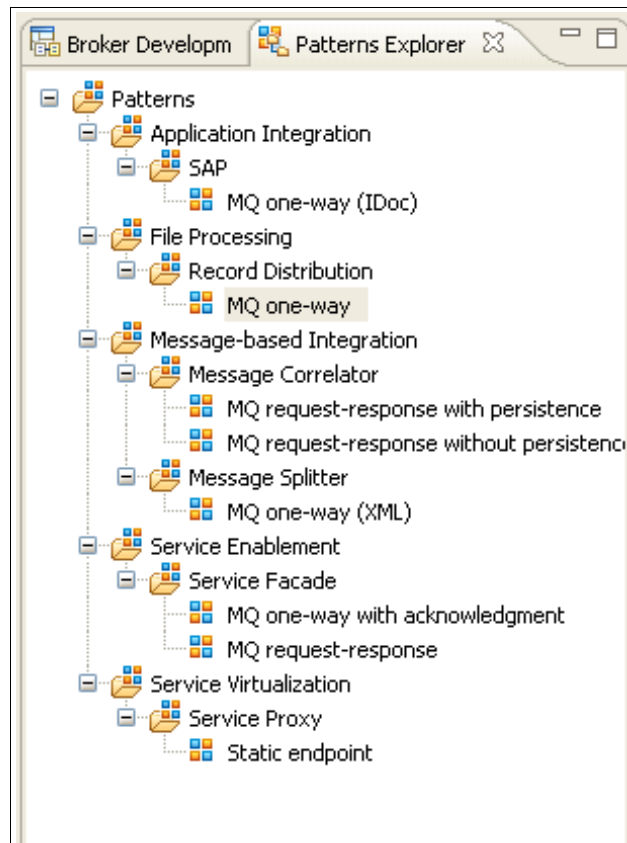 Broker Developm Patterns Explorer
Patterns
Application Integration
SAP
MQ one-way (IDoc)
File Processing
Record Distribution
MQ one-way
Message-based Integration
Message Correlator
MQ request-response with persistence
MQ request-response without persistenc
Message Splitter
MQ one-way (XML)
Service Enablement
Service Facade
MQ one-way with acknowledgment
MQ request-response
Service Virtualization
Service Proxy
Static endpoint